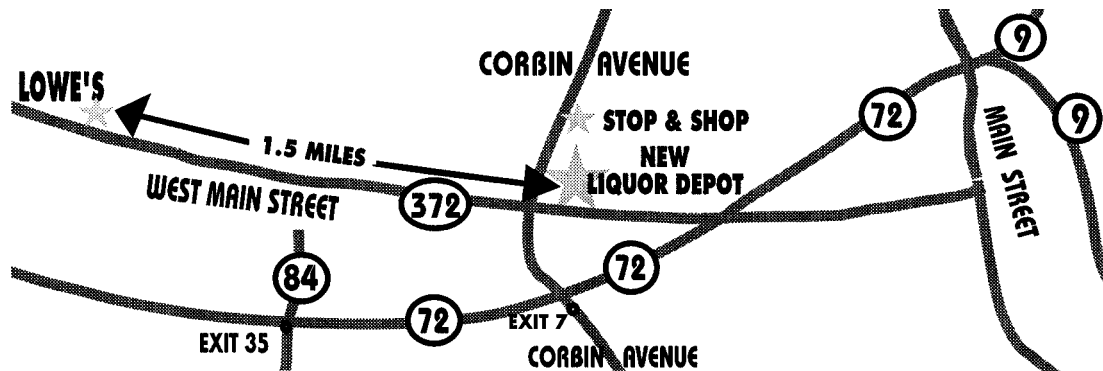 9
CORBIN AVENUE
LOWE'S
72
9
STOP & SHOP
1.5 MILES
NEW
LIQUOR DEPOT
MAIN STREET
WEST MAIN STREET
372
84
72
72
EXIT 7
EXIT 35
CORBIN AVENUE